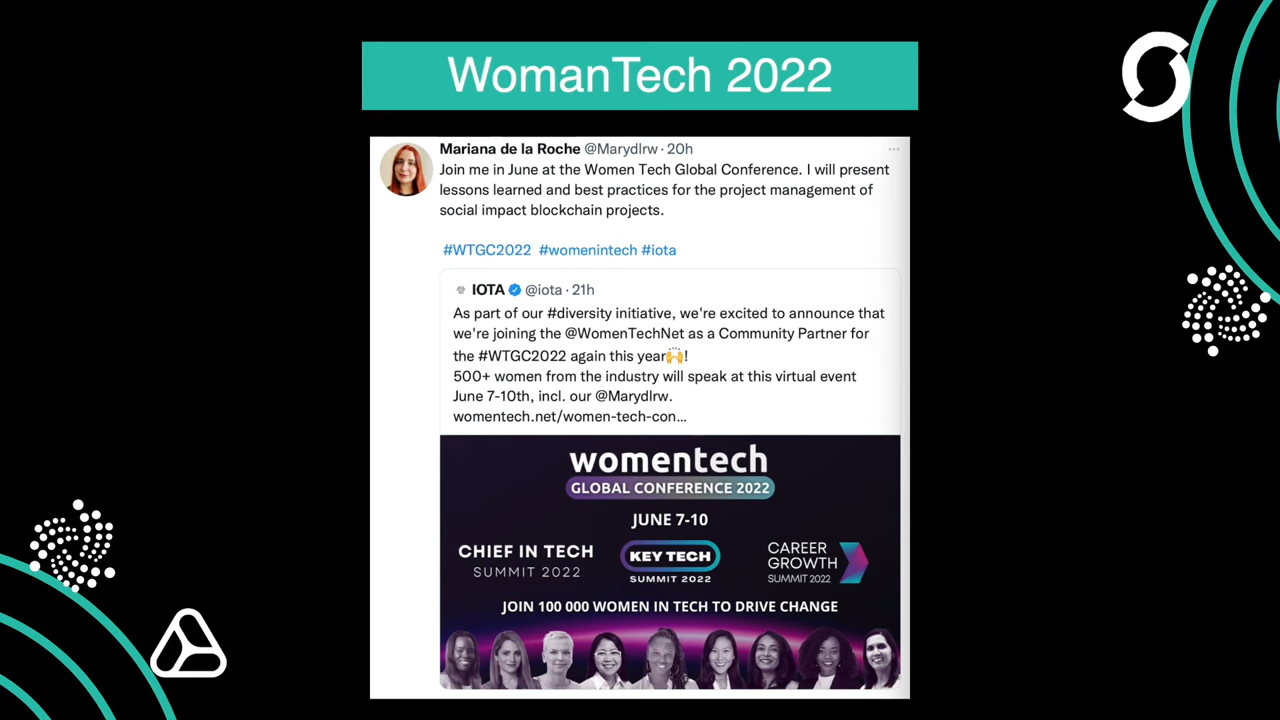 WomanTech 2022
Mariana de la Roche @Marydlrw · 20h
Join me in June at the Women Tech Global Conference. I will present
lessons learned and best practices for the project management of
social impact blockchain projects.
#WTGC2022 #womenintech #iota
IOTA @iota · 21h
As part of our #diversity initiative, we're excited to announce that
we're joining the @WomenTechNet as a Community Partner for
the #WTGC2022 again this year🙌!
500+ women from the industry will speak at this virtual event
June 7-10th, incl. our @Marydlrw.
womentech.net/women-tech-con...
womentech
GLOBAL CONFERENCE 2022
JUNE 7-10
CHIEF IN TECH
SUMMIT 2022
KEY TECH
SUMMIT 2022
CAREER
GROWTH
SUMMIT 2022
JOIN 100 000 WOMEN IN TECH TO DRIVE CHANGE